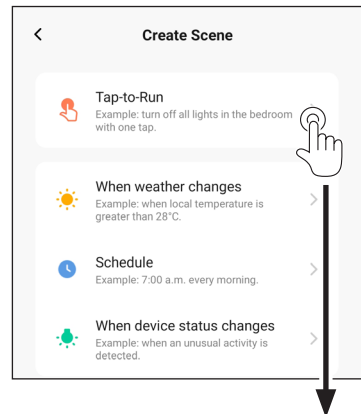 Create Scene
Tap-to-Run
Example: turn off all lights in the bedroom
with one tap.
When weather changes
Example: when local temperature is
greater than 28°C.
Schedule
Example: 7:00 a.m. every morning.
When device status changes
Example: when an unusual activity is
detected.